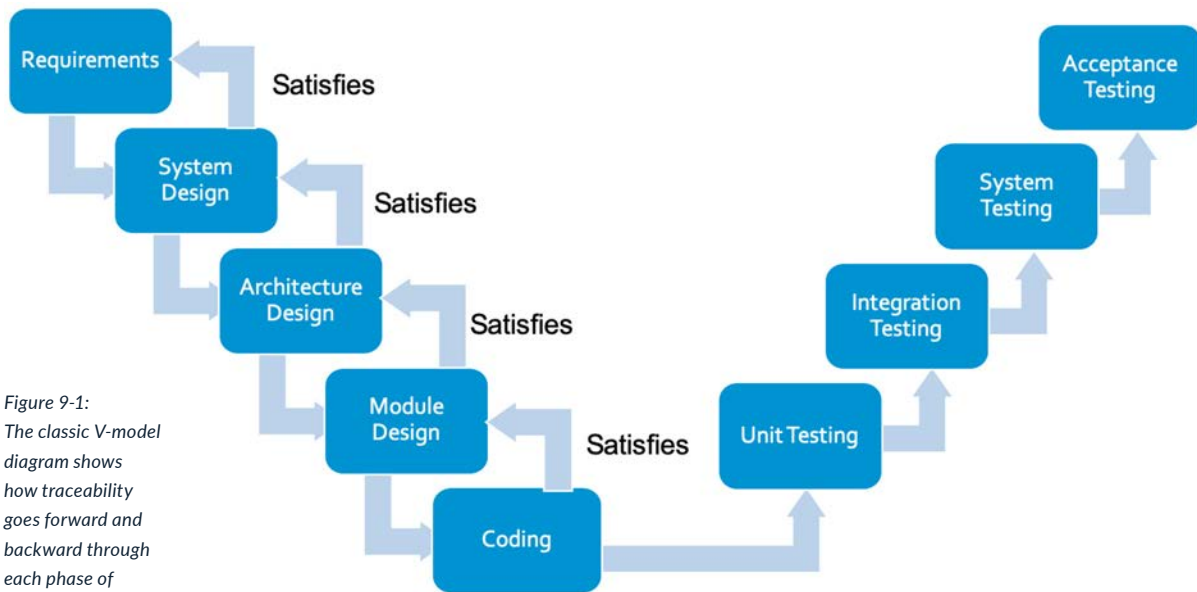 Requirements
Satisfies
System
Design
Satisfies
Architecture
Design
Satisfies
Module
Design
Satisfies
Coding
Unit Testing
Integration
Testing
System
Testing
Acceptance
Testing
Figure 9-1:
The classic V-model
diagram shows
how traceability
goes forward and
backward through
each phase of